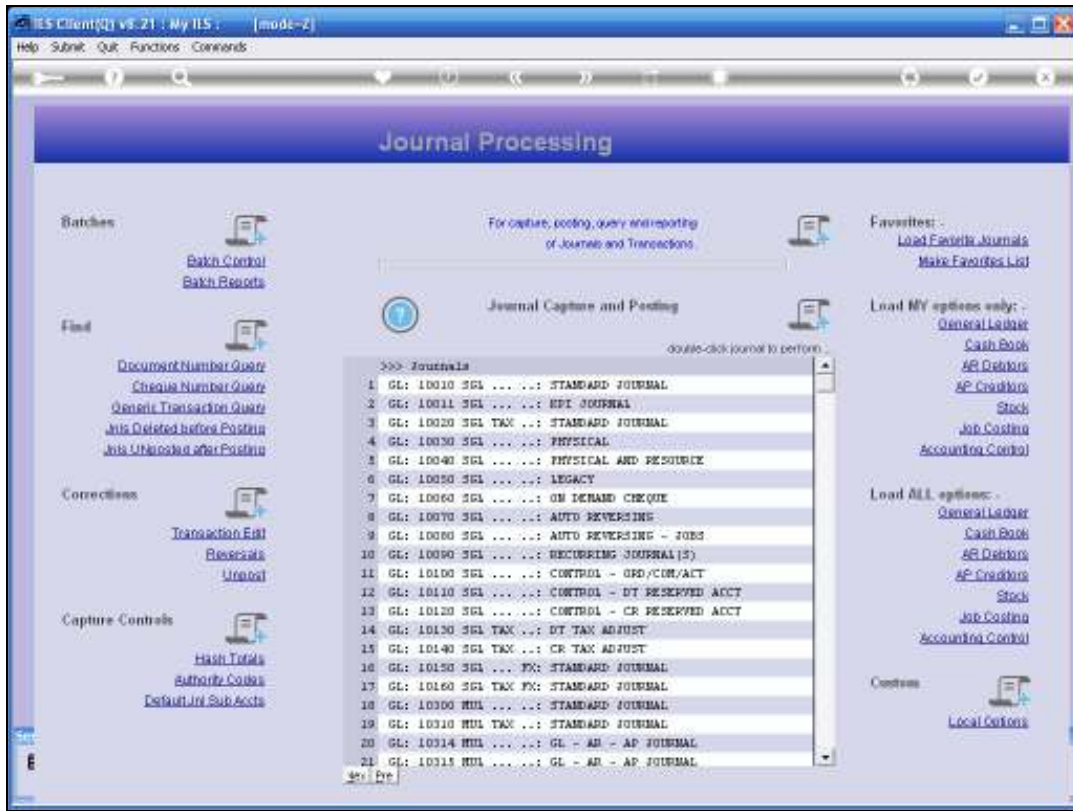 IES Client(Q) v8.21 : My IES : [mode=2]
Help Submit Quit Functions Commands
Journal Processing
Batches
Batch Control
Batch Reports
Find
Document Number Query
Cheque Number Query
Generic Transaction Query
Jnls Deleted before Posting
Jnls UNposted after Posting
Corrections
Transaction Edit
Reversals
Unpost
Capture Controls
Hash Totals
Authority Codes
Default Jnl Sub Accts
For capture, posting, query and reporting
of Journals and Transactions.
Journal Capture and Posting
double-click journal to perform .
>>> Journals
1 GL: 10010 SGL ... ..: STANDARD JOURNAL
2 GL: 10011 SGL ... ..: KPI JOURNAL
3 GL: 10020 SGL TAX ..: STANDARD JOURNAL
4 GL: 10030 SGL ... ..: PHYSICAL
5 GL: 10040 SGL ... ..: PHYSICAL AND RESOURCE
6 GL: 10050 SGL ... ..: LEGACY
7 GL: 10060 SGL ... ..: ON DEMAND CHEQUE
8 GL: 10070 SGL ... ..: AUTO REVERSING
9 GL: 10080 SGL ... ..: AUTO REVERSING - JOBS
10 GL: 10090 SGL ... ..: RECURRING JOURNAL(S)
11 GL: 10100 SGL ... ..: CONTROL - ORD/COM/ACT
12 GL: 10110 SGL ... ..: CONTROL - DT RESERVED ACCT
13 GL: 10120 SGL ... ..: CONTROL - CR RESERVED ACCT
14 GL: 10130 SGL TAX ..: DT TAX ADJUST
15 GL: 10140 SGL TAX ..: CR TAX ADJUST
16 GL: 10150 SGL ... FX: STANDARD JOURNAL
17 GL: 10160 SGL TAX FX: STANDARD JOURNAL
18 GL: 10300 MUL ... ..: STANDARD JOURNAL
19 GL: 10310 MUL TAX ..: STANDARD JOURNAL
20 GL: 10314 MUL ... ..: GL - AR - AP JOURNAL
21 GL: 10315 MUL ... ..: GL - AR - AP JOURNAL
Nex Pre
Favorites: .
Load Favorite Journals
Make Favorites List
Load MY options only: .
General Ledger
Cash Book
AR Debtors
AP Creditors
Stock
Job Costing
Accounting Control
Load ALL options: .
General Ledger
Cash Book
AR Debtors
AP Creditors
Stock
Job Costing
Accounting Control
Custom
Local Options